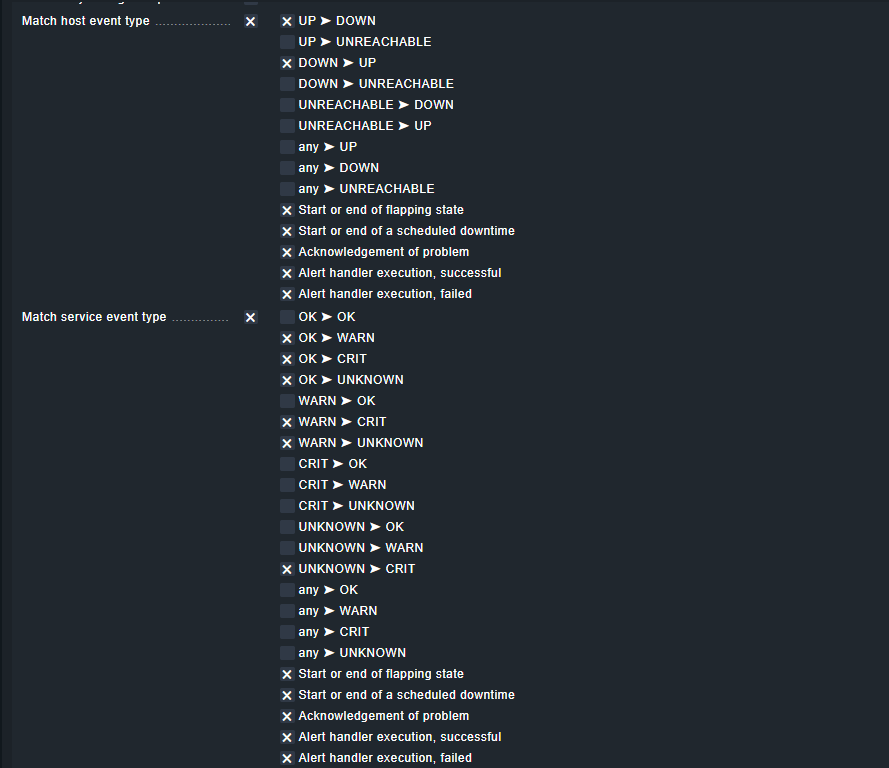 Match host event type
UP ➤ DOWN
UP ➤ UNREACHABLE
DOWN ➤ UP
DOWN ➤ UNREACHABLE
UNREACHABLE ➤ DOWN
UNREACHABLE ➤ UP
any ➤ UP
any ➤ DOWN
any ➤ UNREACHABLE
Start or end of flapping state
Start or end of a scheduled downtime
Acknowledgement of problem
Alert handler execution, successful
Alert handler execution, failed
Match service event type
OK ➤ OK
OK ➤ WARN
OK ➤ CRIT
OK ➤ UNKNOWN
WARN ➤ OK
WARN ➤ CRIT
WARN ➤ UNKNOWN
CRIT ➤ OK
CRIT ➤ WARN
CRIT ➤ UNKNOWN
UNKNOWN ➤ OK
UNKNOWN ➤ WARN
UNKNOWN ➤ CRIT
any ➤ OK
any ➤ WARN
any ➤ CRIT
any ➤ UNKNOWN
Start or end of flapping state
Start or end of a scheduled downtime
Acknowledgement of problem
Alert handler execution, successful
Alert handler execution, failed